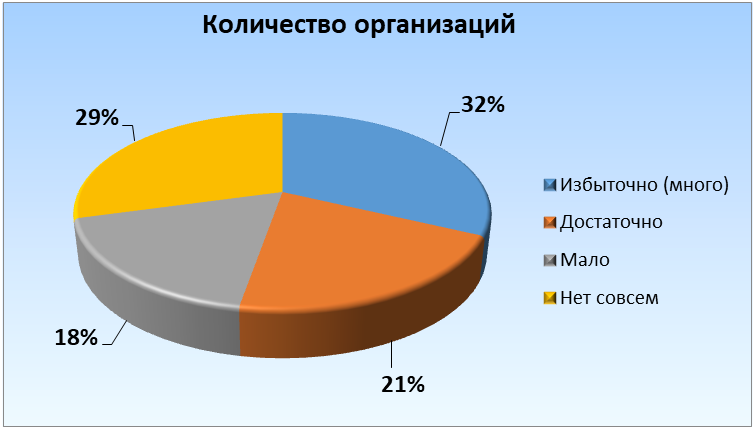 Количество организаций
32%
29%
18%
21%
Избыточно (много)
Достаточно
Мало
Нет совсем